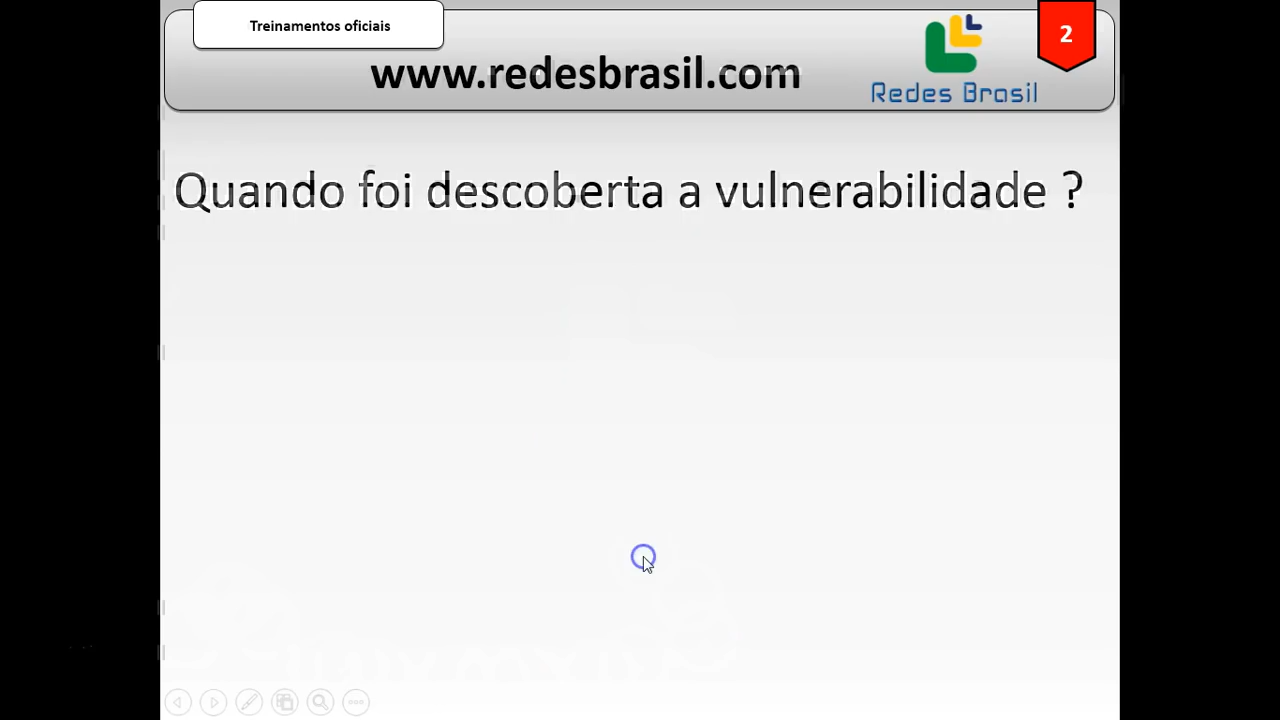 Treinamentos oficiais
www.redesbrasil.com
Redes Brasil
2
Quando foi descoberta a vulnerabilidade ?